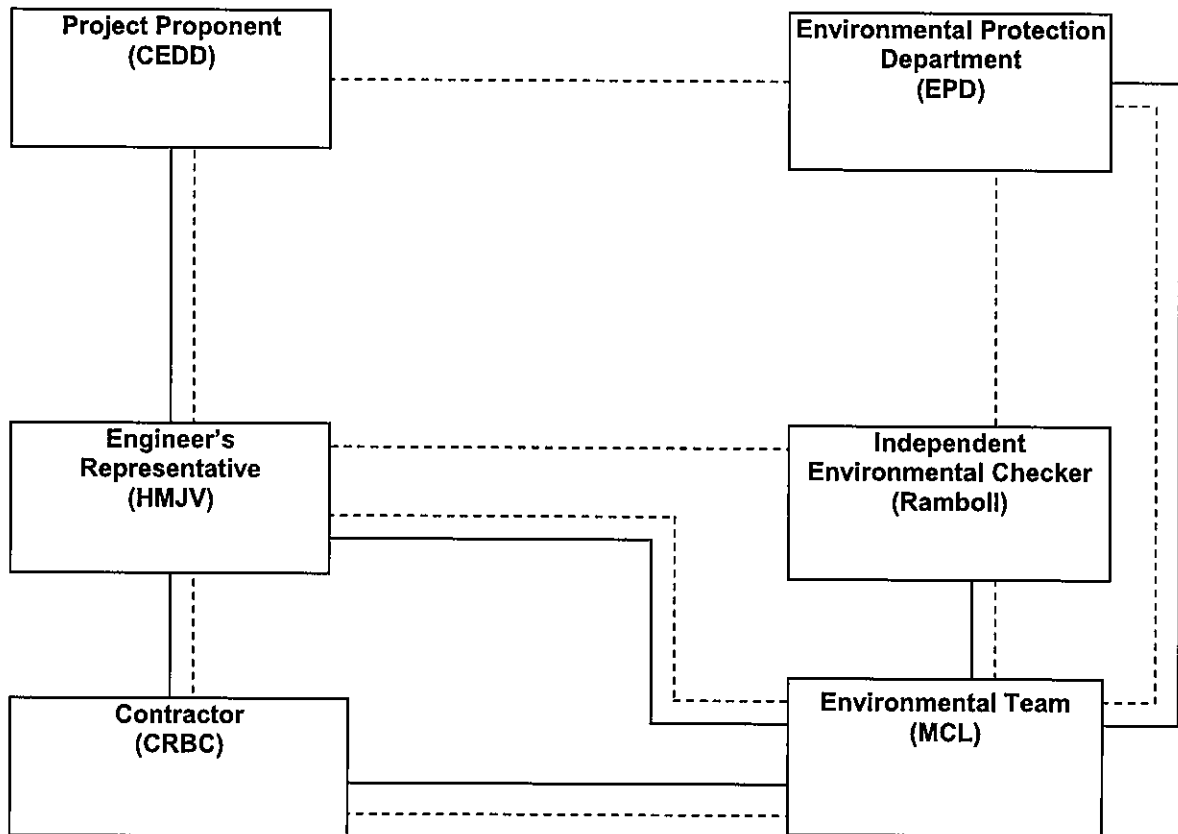 Project Proponent
(CEDD)
Environmental Protection
Department
(EPD)
Engineer's
Representative
(HMJV)
Independent
Environmental Checker
(Ramboll)
Contractor
(CRBC)
Environmental Team
(MCL)